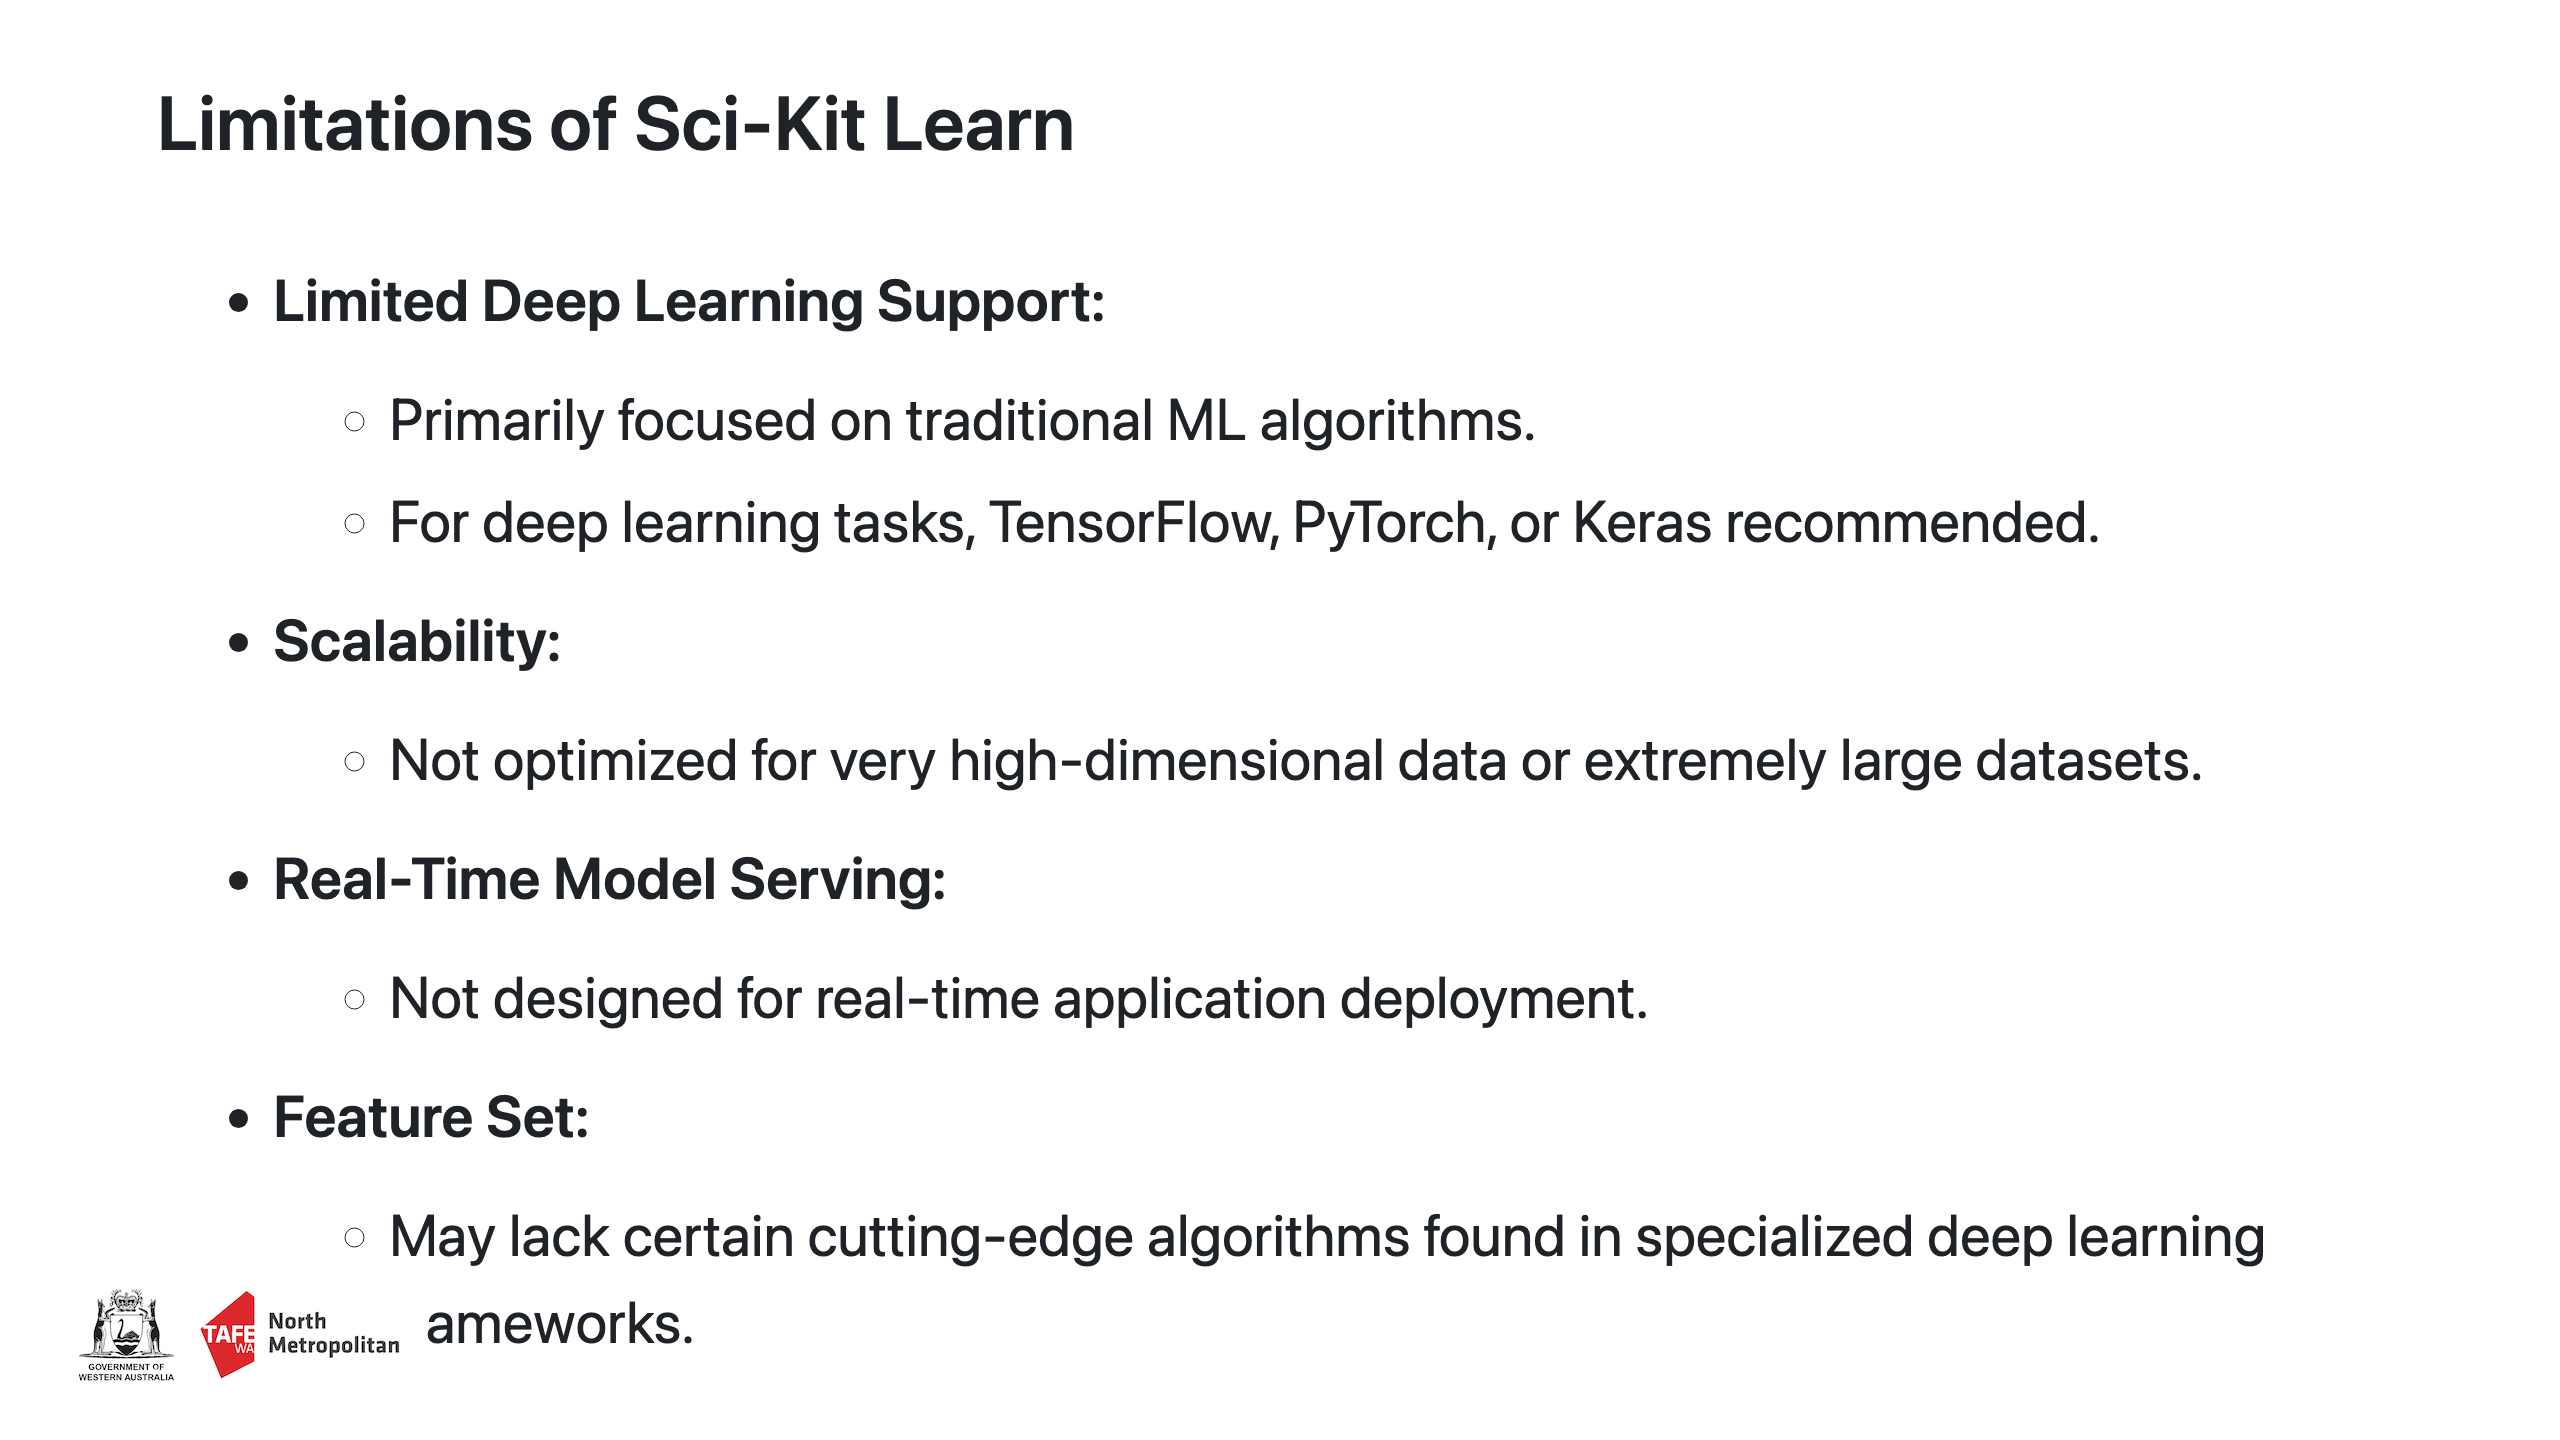 Limitations of Sci-Kit Learn
• Limited Deep Learning Support:
○ Primarily focused on traditional ML algorithms.
○ For deep learning tasks, TensorFlow, PyTorch, or Keras recommended.
• Scalability:
○ Not optimized for very high-dimensional data or extremely large datasets.
• Real-Time Model Serving:
○ Not designed for real-time application deployment.
• Feature Set:
○ May lack certain cutting-edge algorithms found in specialized deep learning
ameworks.
GOVERNMENT OF
WESTERN AUSTRALIA
TAFE
WA
North
Metropolitan